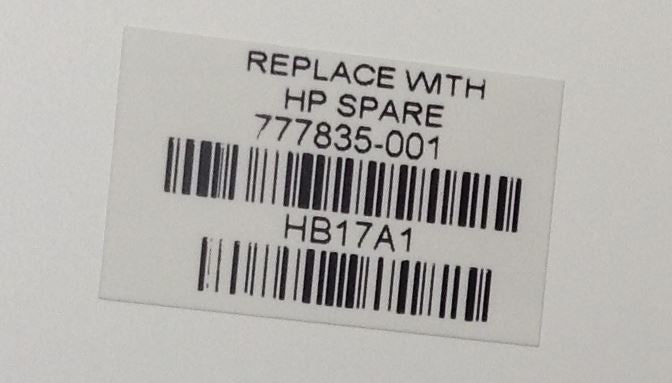 REPLACE WITH
HP SPARE
777835-001
HB17A1